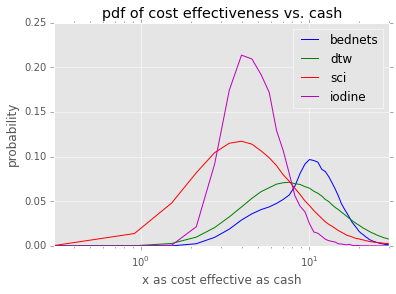 pdf of cost effectiveness vs. cash
0.25
0.20
0.15
0.10
0.05
0.00
probability
bednets
dtw
sci
iodine
10^0
10^1
x as cost effective as cash